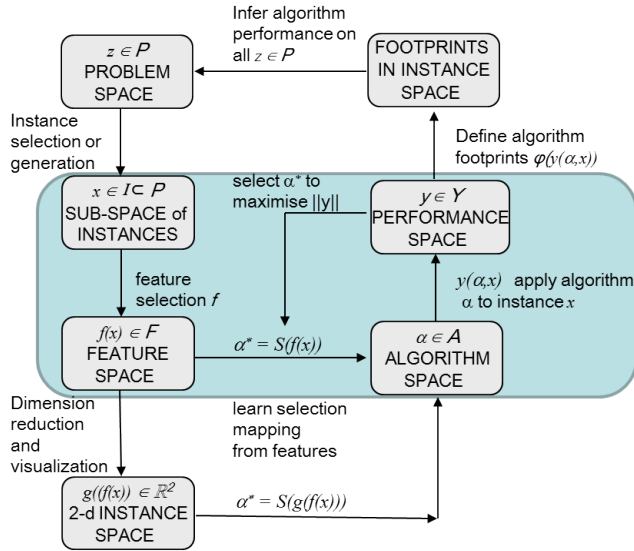 Infer algorithm
performance on
all z ∈ P
z ∈ P
PROBLEM
SPACE
FOOTPRINTS
IN INSTANCE
SPACE
Instance
selection or
generation
Define algorithm
footprints φ(y(α,x))
x ∈ I ⊂ P
SUB-SPACE of
INSTANCES
select α* to
maximise ||y||
y ∈ Y
PERFORMANCE
SPACE
feature
selection f
y(α,x) apply algorithm
α to instance x
f(x) ∈ F
FEATURE
SPACE
α* = S(f(x))
α ∈ A
ALGORITHM
SPACE
Dimension
reduction
and
visualization
learn selection
mapping
from features
g((f(x)) ∈ ℝ²
2-d INSTANCE
SPACE
α* = S(g(f(x)))